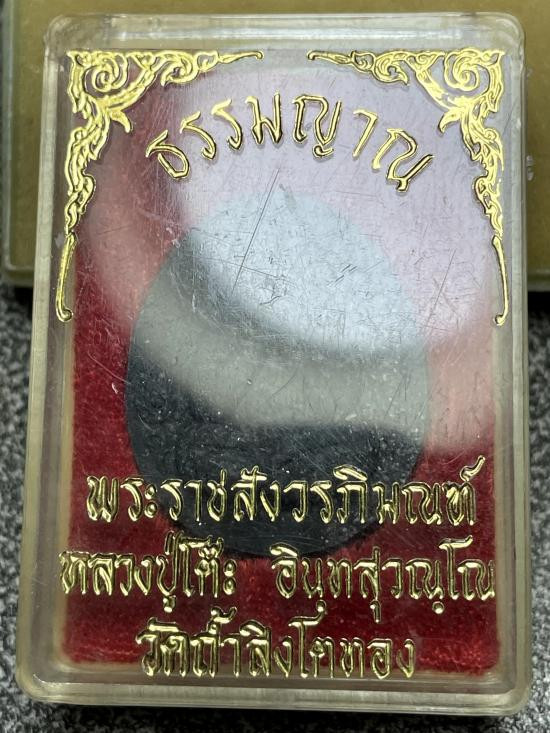 ธรรมญาณ
พระราชสังวราภิมณฑ์
หลวงปู่โต๊ะ อินฺทสุวณฺโณ
วัดถ้ำสิงโตทอง